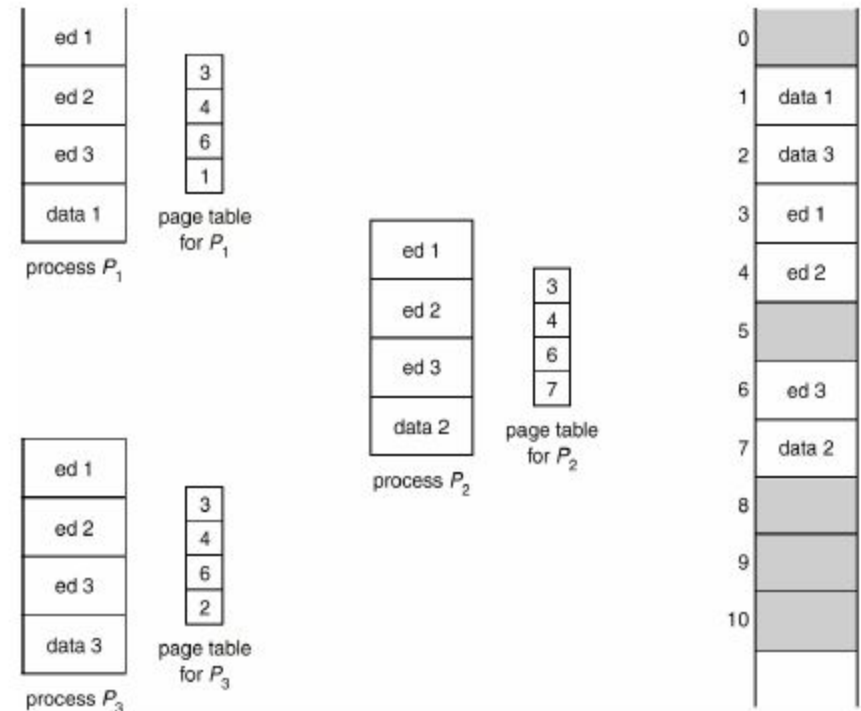 ed 1
ed 2
ed 3
data 1
process P1
3
4
6
1
page table
for P1
ed 1
ed 2
ed 3
data 2
process P2
3
4
6
7
page table
for P2
ed 1
ed 2
ed 3
data 3
process P3
3
4
6
2
page table
for P3
0
1 data 1
2 data 3
3 ed 1
4 ed 2
5
6 ed 3
7 data 2
8
9
10